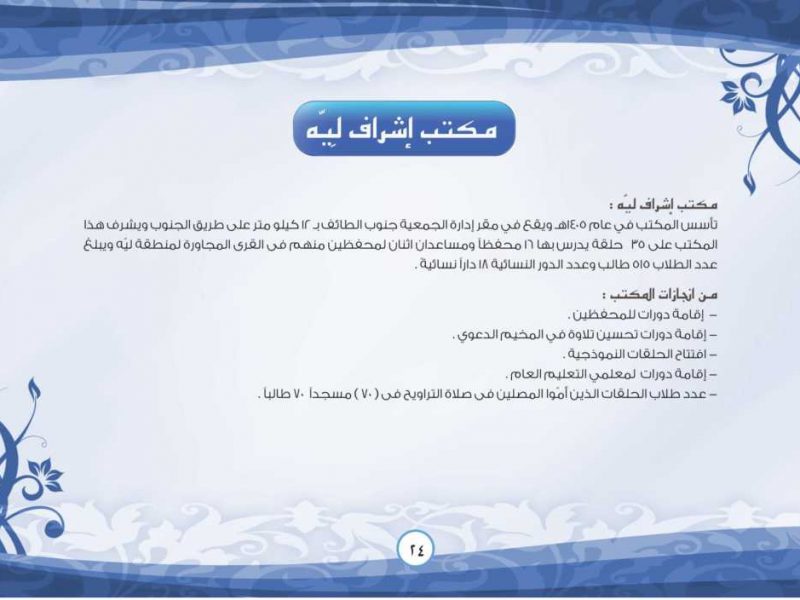 مكتب إشراف لِيّه
مكتب إشراف ليّه :
تأسس المكتب في عام ١٤٠٥هـ ويقع في مقر إدارة الجمعية جنوب الطائف بـ ١٢ كيلو متر على طريق الجنوب ويشرف هذا
المكتب على ٣٥ حلقة يدرس بها ١٦ محفظاً ومساعدان اثنان لمحفظين منهم فى القرى المجاورة لمنطقة ليّه ويبلغ
عدد الطلاب ٥١٥ طالب وعدد الدور النسائية ١٨ داراً نسائية .
من انجازات المكتب :
- إقامة دورات للمحفظين .
- إقامة دورات تحسين تلاوة في المخيم الدعوي .
- افتتاح الحلقات النموذجية .
- إقامة دورات لمعلمي التعليم العام .
- عدد طلاب الحلقات الذين أمّوا المصلين فى صلاة التراويح فى ( ٧٠ ) مسجداً ٧٠ طالباً .
٢٤